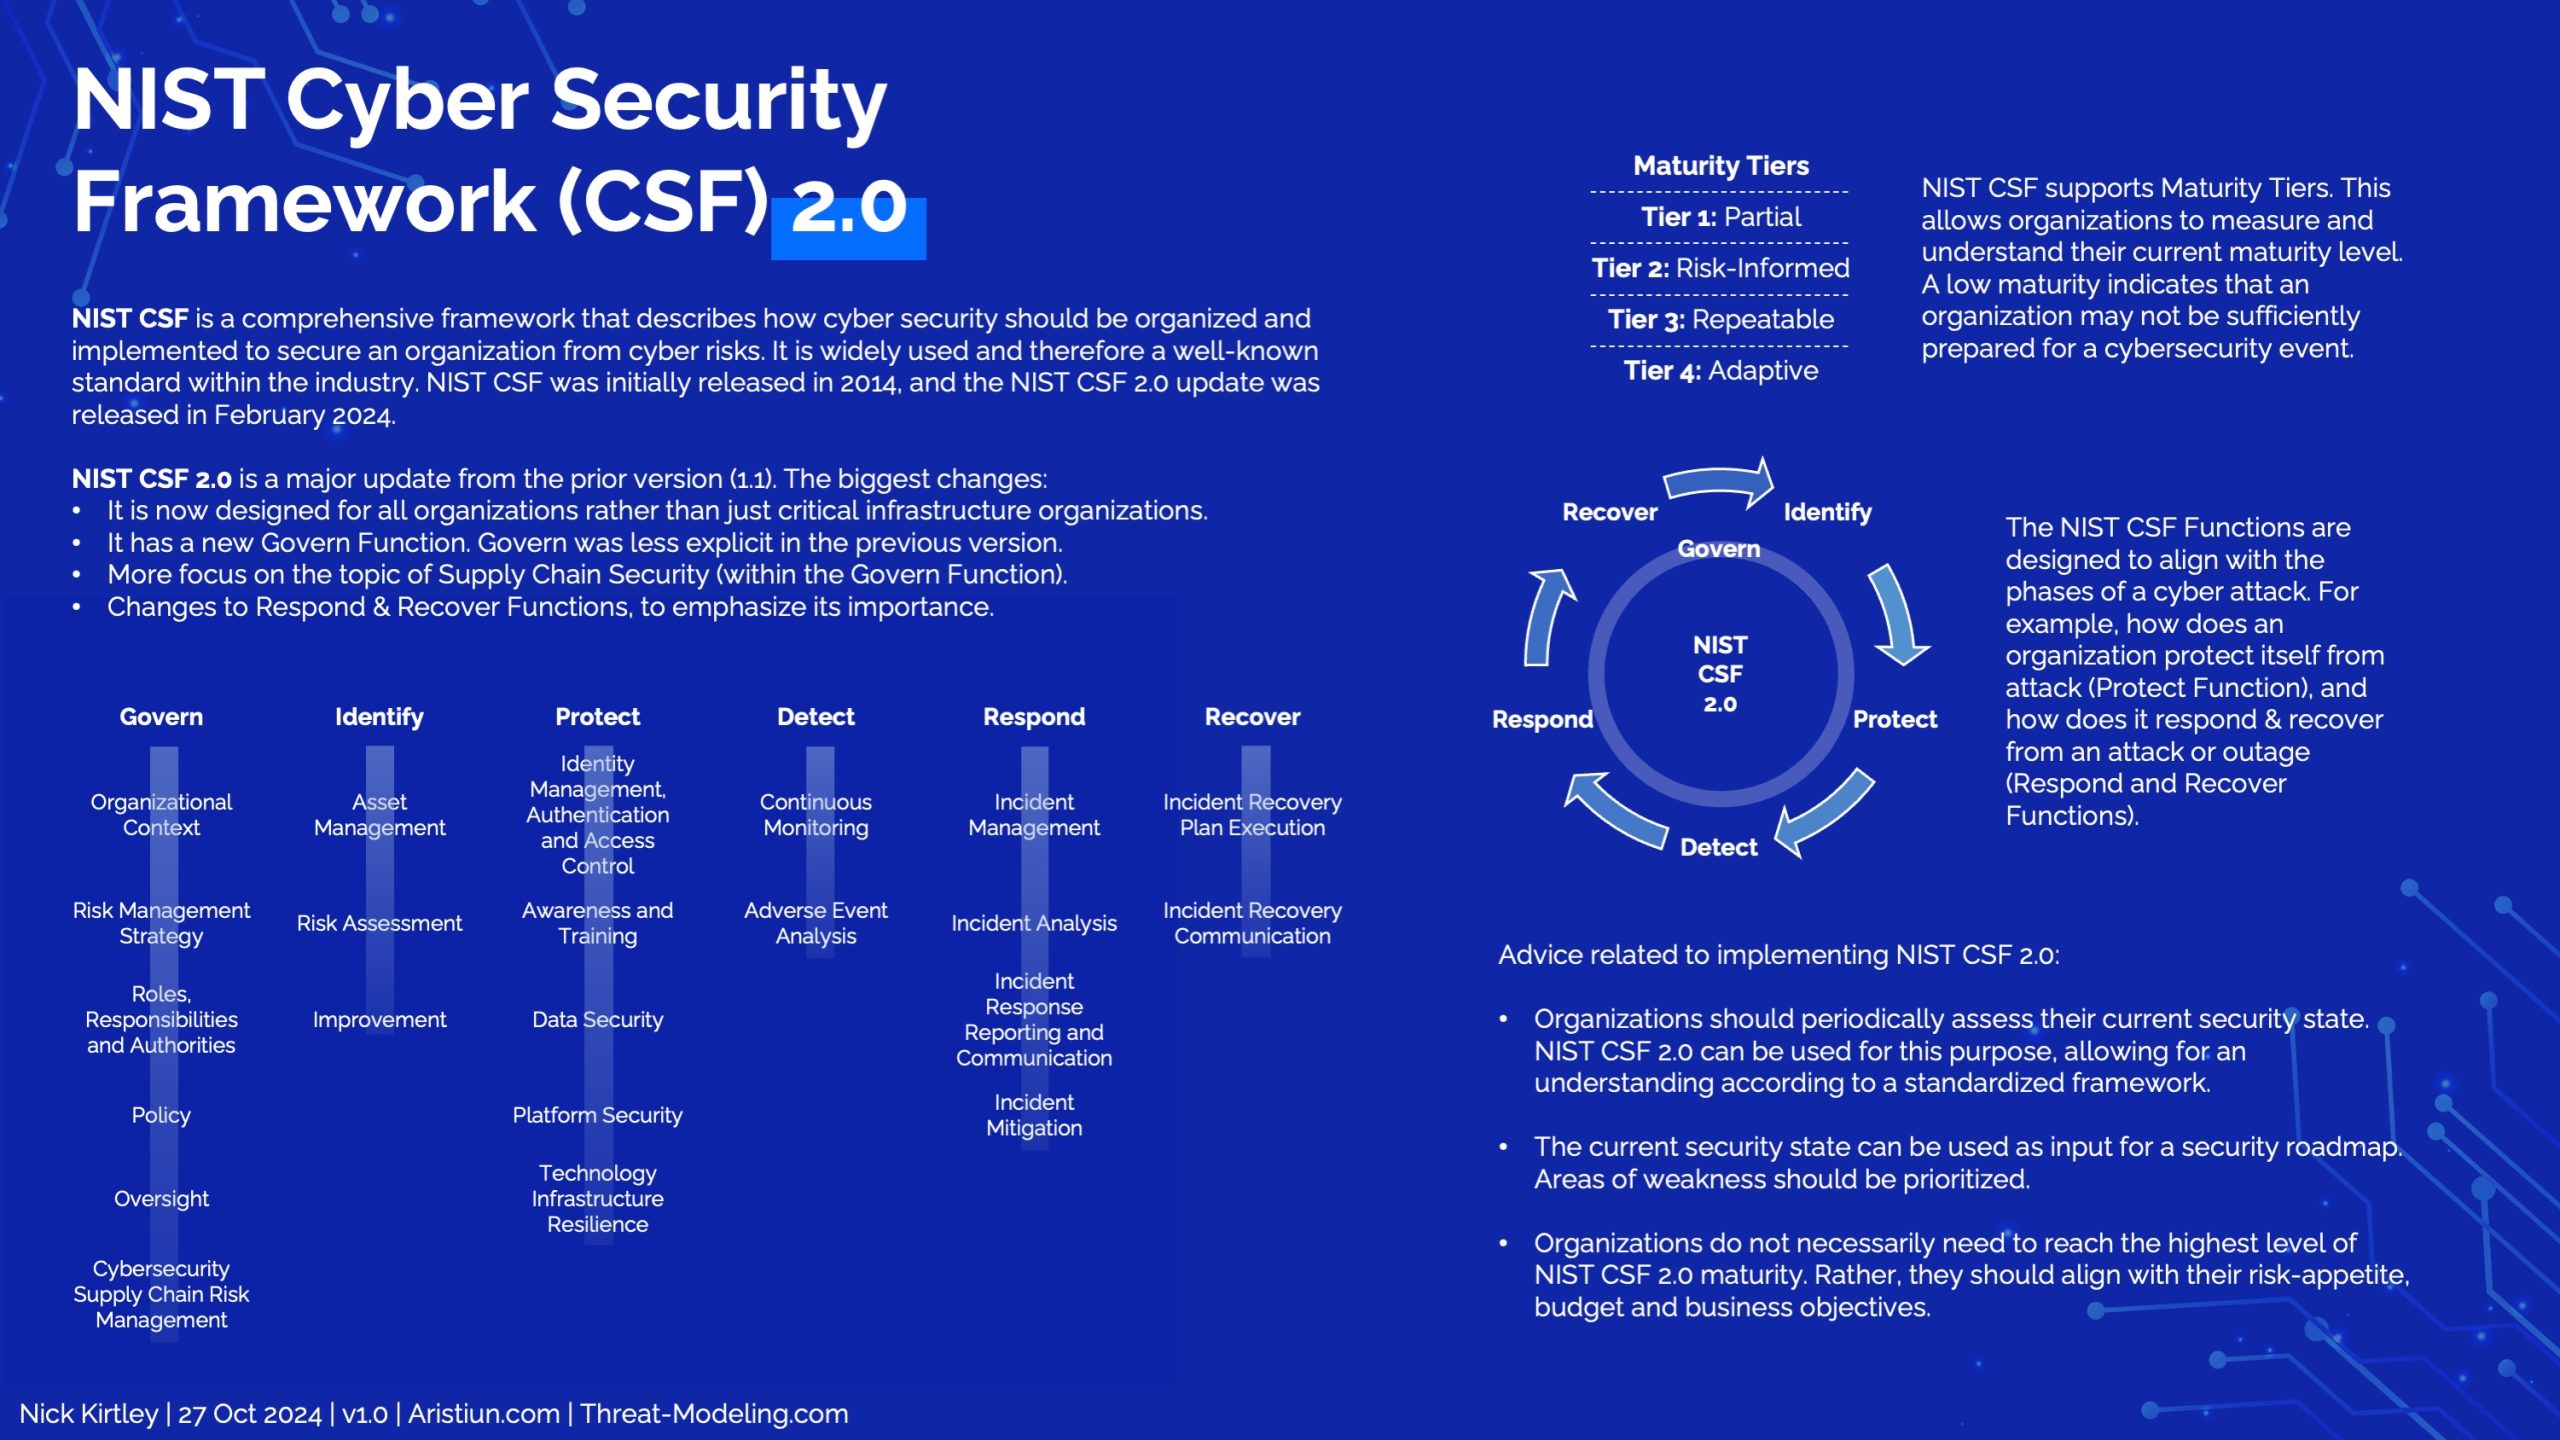 NIST Cyber Security
Framework (CSF) 2.0
NIST CSF is a comprehensive framework that describes how cyber security should be organized and
implemented to secure an organization from cyber risks. It is widely used and therefore a well-known
standard within the industry. NIST CSF was initially released in 2014, and the NIST CSF 2.0 update was
released in February 2024.
NIST CSF 2.0 is a major update from the prior version (1.1). The biggest changes:
• It is now designed for all organizations rather than just critical infrastructure organizations.
• It has a new Govern Function. Govern was less explicit in the previous version.
• More focus on the topic of Supply Chain Security (within the Govern Function).
• Changes to Respond & Recover Functions, to emphasize its importance.
Govern
Organizational
Context
Risk Management
Strategy
Roles,
Responsibilities
and Authorities
Policy
Oversight
Cybersecurity
Supply Chain Risk
Management
Identify
Asset
Management
Risk Assessment
Improvement
Protect
Identity
Management,
Authentication
and Access
Control
Awareness and
Training
Data Security
Platform Security
Technology
Infrastructure
Resilience
Detect
Continuous
Monitoring
Adverse Event
Analysis
Respond
Incident
Management
Incident Analysis
Incident
Response
Reporting and
Communication
Incident
Mitigation
Recover
Incident Recovery
Plan Execution
Incident Recovery
Communication
Maturity Tiers
Tier 1: Partial
Tier 2: Risk-Informed
Tier 3: Repeatable
Tier 4: Adaptive
NIST CSF supports Maturity Tiers. This
allows organizations to measure and
understand their current maturity level.
A low maturity indicates that an
organization may not be sufficiently
prepared for a cybersecurity event.
Recover
Identify
Govern
NIST
CSF
2.0
Respond
Protect
Detect
The NIST CSF Functions are
designed to align with the
phases of a cyber attack. For
example, how does an
organization protect itself from
attack (Protect Function), and
how does it respond & recover
from an attack or outage
(Respond and Recover
Functions).
Advice related to implementing NIST CSF 2.0:
• Organizations should periodically assess their current security state.
NIST CSF 2.0 can be used for this purpose, allowing for an
understanding according to a standardized framework.
• The current security state can be used as input for a security roadmap.
Areas of weakness should be prioritized.
• Organizations do not necessarily need to reach the highest level of
NIST CSF 2.0 maturity. Rather, they should align with their risk-appetite,
budget and business objectives.
Nick Kirtley | 27 Oct 2024 | v1.0 | Aristiun.com | Threat-Modeling.com